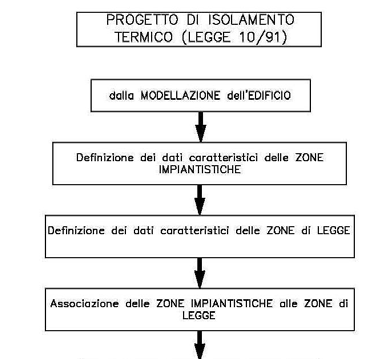 PROGETTO DI ISOLAMENTO
TERMICO (LEGGE 10/91)
dalla MODELLAZIONE dell'EDIFICIO
Definizione dei dati caratteristici delle ZONE
IMPIANTISTICHE
Definizione dei dati caratteristici delle ZONE di LEGGE
Associazione delle ZONE IMPIANTISTICHE alle ZONE di
LEGGE